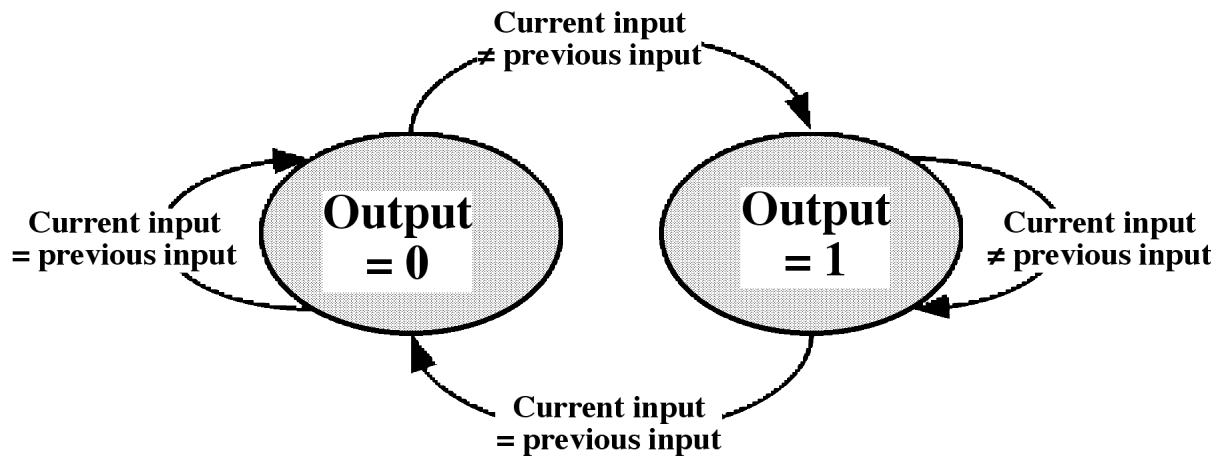 Current input
≠ previous input
Current input
= previous input
Output
= 0
Output
= 1
Current input
≠ previous input
Current input
= previous input